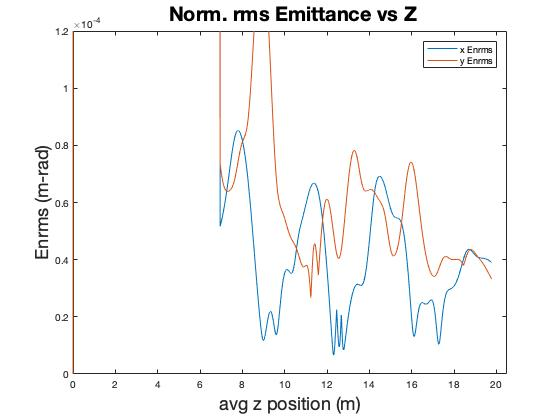 Norm. rms Emittance vs Z
×10⁻⁴
1.2
1
0.8
0.6
0.4
0.2
0
Enrms (m-rad)
x Enrms
y Enrms
0 2 4 6 8 10 12 14 16 18 20
avg z position (m)